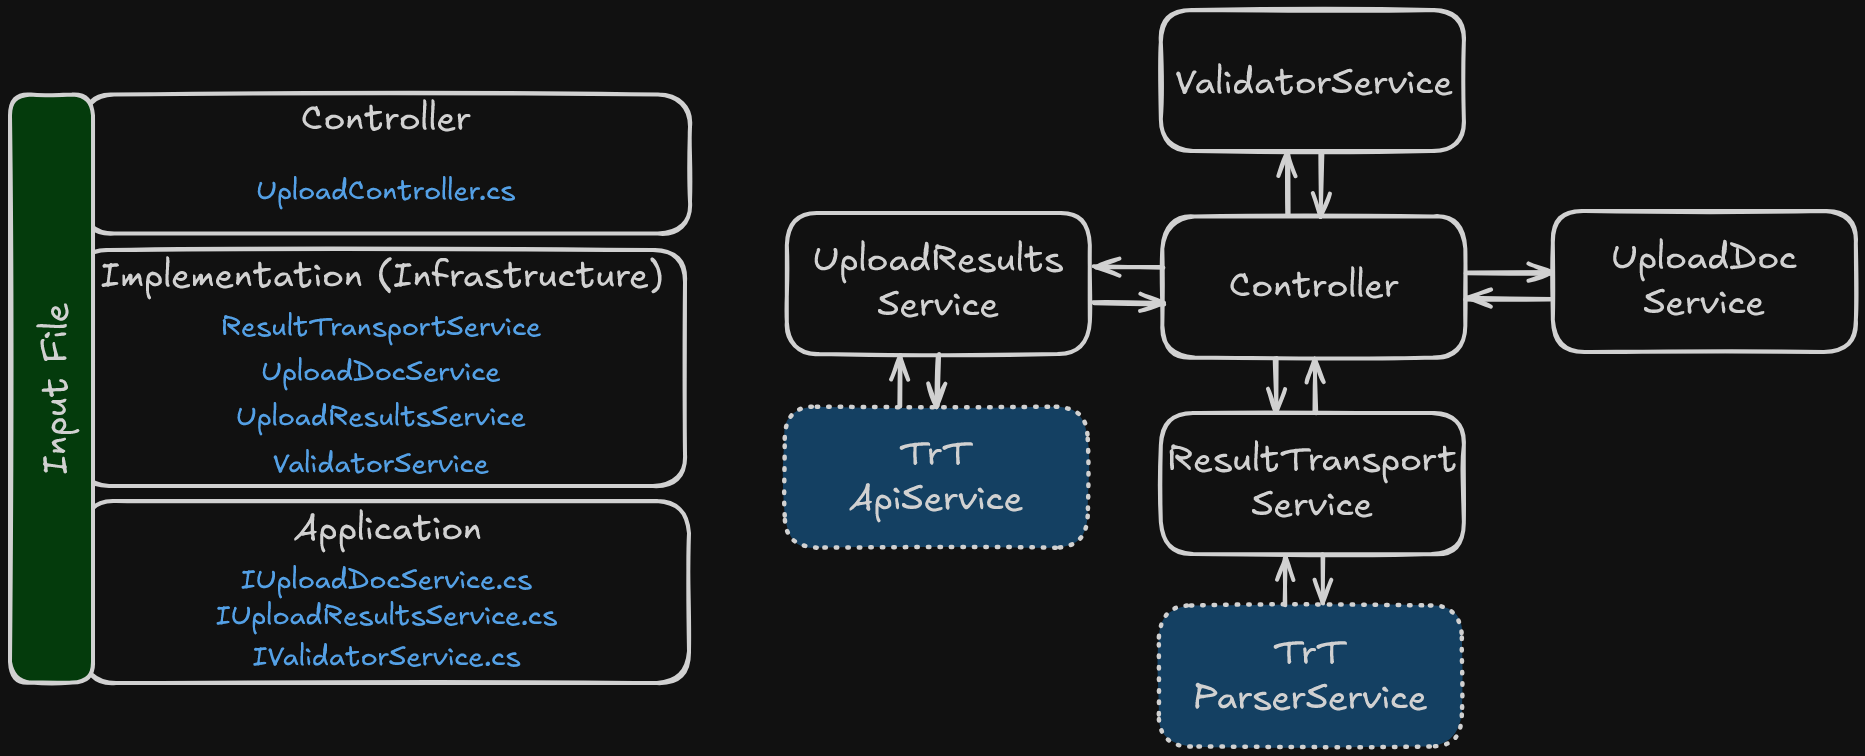 Input File
Controller
UploadController.cs
Implementation (Infrastructure)
ResultTransportService
UploadDocService
UploadResultsService
ValidatorService
Application
IUploadDocService.cs
IUploadResultsService.cs
IValidatorService.cs
ValidatorService
UploadResults
Service
Controller
UploadDoc
Service
TrT
ApiService
ResultTransport
Service
TrT
ParserService